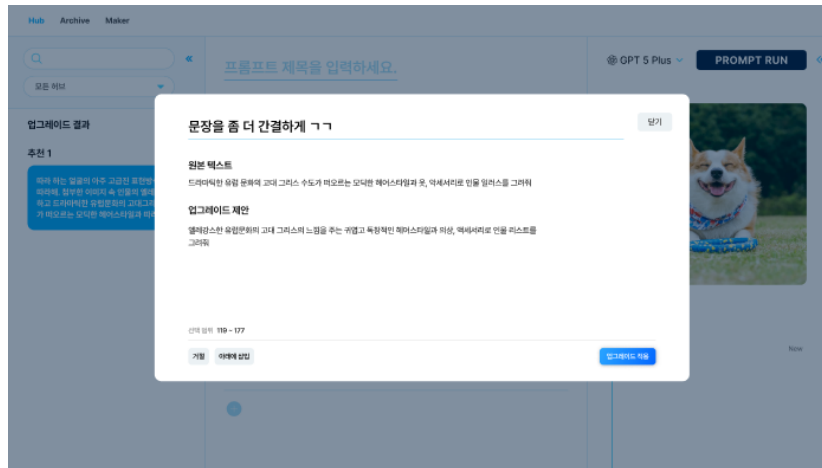 Hub Archive Maker
프롬프트 제목을 입력하세요.
GPT 5 Plus
PROMPT RUN
모든 허브
업그레이드 결과
추천 1
문장을 좀 더 간결하게 ㄱㄱ
닫기
원본 텍스트
드라마틱한 유럽 문화의 고대 그리스 수도가 떠오르는 모던한 헤어스타일과 옷, 악세서리로 인물 일러스를 그려줘
업그레이드 제안
엘레강스한 유럽문화의 고대 그리스의 느낌을 주는 귀엽고 독창적인 헤어스타일과 의상, 액세서리로 인물 리스트를
그려줘
선택 범위 119 ~ 177
거절
아래에 삽입
업그레이드 적용
Now